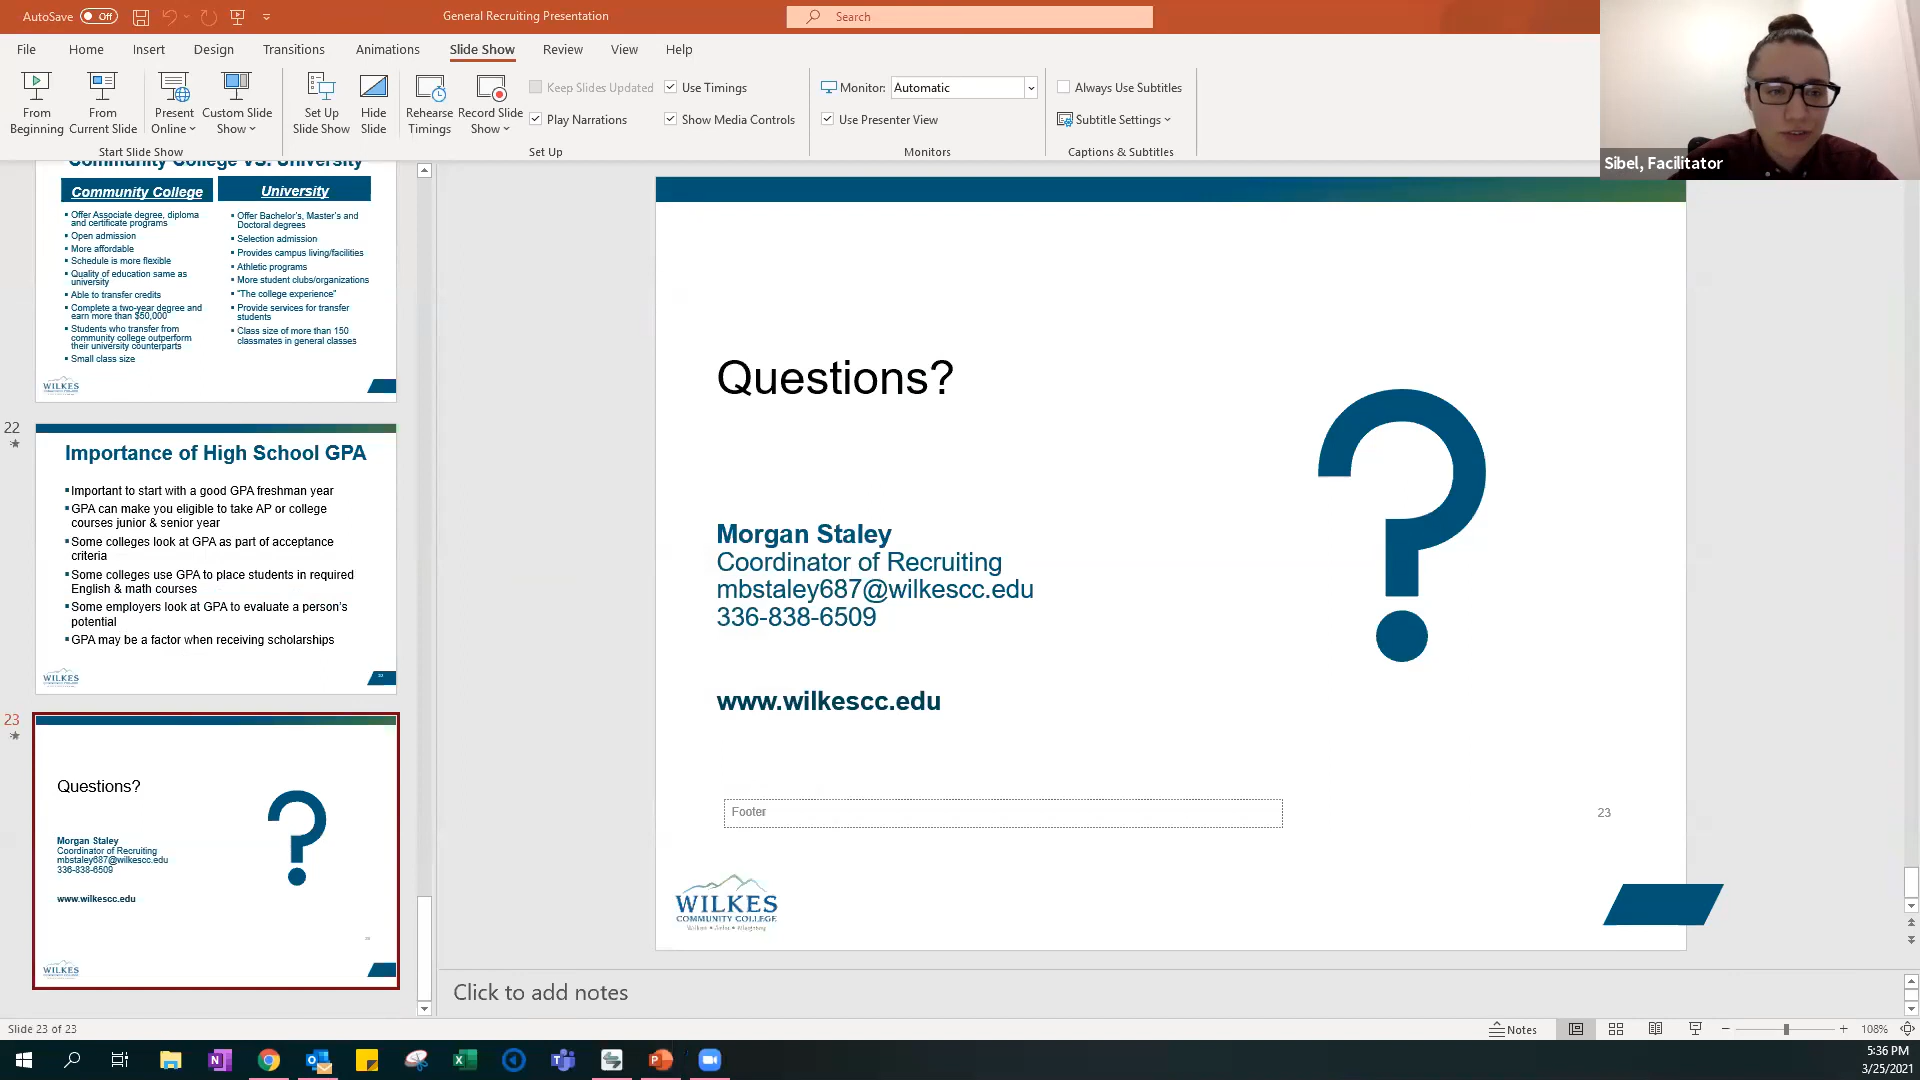 AutoSave Off
General Recruiting Presentation
Search
File Home Insert Design Transitions Animations Slide Show Review View Help
From Beginning
From Current Slide
Present Online
Custom Slide Show
Set Up Slide Show
Hide Slide
Rehearse Timings
Record Slide Show
Keep Slides Updated
Use Timings
Play Narrations
Show Media Controls
Monitor: Automatic
Use Presenter View
Always Use Subtitles
Subtitle Settings
Start Slide Show
Set Up
Monitors
Captions & Subtitles
Sibel, Facilitator
Community College VS. University
Community College
Offer Associate degree, diploma
and certificate programs
Open admission
More affordable
Schedule is more flexible
Quality of education same as
university
Able to transfer credits
Complete a two-year degree and
earn more than $50,000
Students who transfer from
community college outperform
their university counterparts
Small class size
University
Offer Bachelor's, Master's and
Doctoral degrees
Selection admission
Provides campus living/facilities
Athletic programs
More student clubs/organizations
"The college experience"
Provide services for transfer
students
Class size of more than 150
classmates in general classes
WILKES
22
Importance of High School GPA
Important to start with a good GPA freshman year
GPA can make you eligible to take AP or college
courses junior & senior year
Some colleges look at GPA as part of acceptance
criteria
Some colleges use GPA to place students in required
English & math courses
Some employers look at GPA to evaluate a person's
potential
GPA may be a factor when receiving scholarships
WILKES
22
23
Questions?
Morgan Staley
Coordinator of Recruiting
mbstaley687@wilkescc.edu
336-838-6509
www.wilkescc.edu
WILKES
Questions?
Morgan Staley
Coordinator of Recruiting
mbstaley687@wilkescc.edu
336-838-6509
www.wilkescc.edu
Footer
23
WILKES
COMMUNITY COLLEGE
Wilkes • Ashe • Alleghany
Click to add notes
Slide 23 of 23
Notes
108%
5:36 PM
3/25/2021